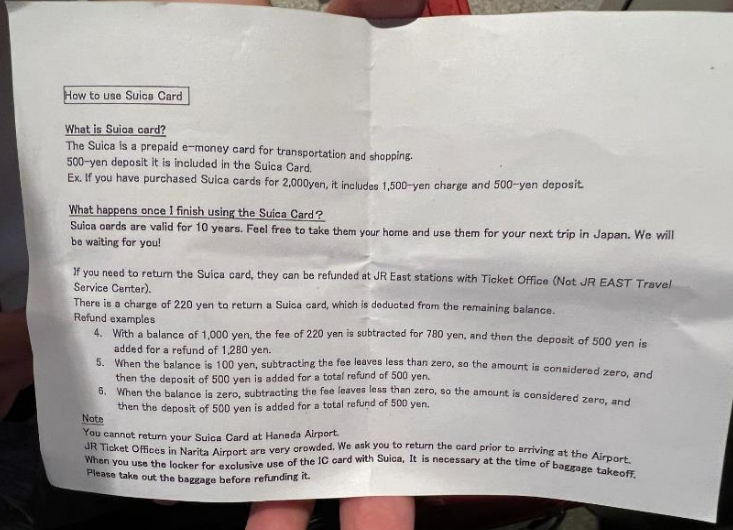 How to use Suica Card
What is Suica card?
The Suica is a prepaid e-money card for transportation and shopping.
500-yen deposit it is included in the Suica Card.
Ex. If you have purchased Suica cards for 2,000yen, it includes 1,500-yen charge and 500-yen deposit.
What happens once I finish using the Suica Card?
Suica cards are valid for 10 years. Feel free to take them your home and use them for your next trip in Japan. We will
be waiting for you!
If you need to return the Suica card, they can be refunded at JR East stations with Ticket Office (Not JR EAST Travel
Service Center).
There is a charge of 220 yen to return a Suica card, which is deducted from the remaining balance.
Refund examples
4. With a balance of 1,000 yen, the fee of 220 yen is subtracted for 780 yen, and then the deposit of 500 yen is
added for a refund of 1,280 yen.
5. When the balance is 100 yen, subtracting the fee leaves less than zero, so the amount is considered zero, and
then the deposit of 500 yen is added for a total refund of 500 yen.
6. When the balance is zero, subtracting the fee leaves less than zero, so the amount is considered zero, and
then the deposit of 500 yen is added for a total refund of 500 yen.
Note
You cannot return your Suica Card at Haneda Airport.
JR Ticket Offices in Narita Airport are very crowded. We ask you to return the card prior to arriving at the Airport.
When you use the locker for exclusive use of the IC card with Suica, It is necessary at the time of baggage takeoff.
Please take out the baggage before refunding it.